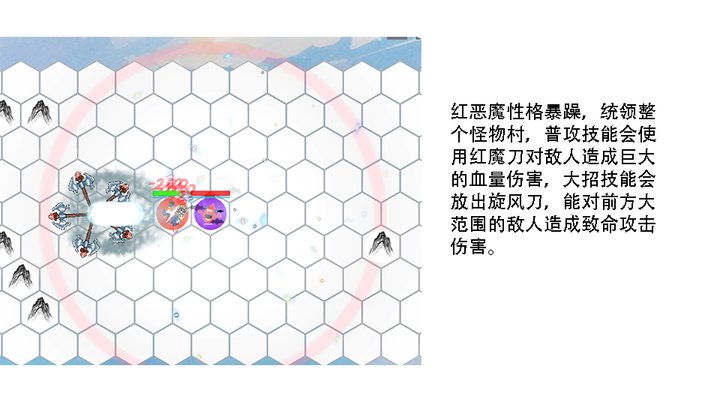 红恶魔性格暴躁，统领整
个怪物村，普攻技能会使
用红魔刀对敌人造成巨大
的血量伤害，大招技能会
放出旋风刀，能对前方大
范围的敌人造成致命攻击
伤害。